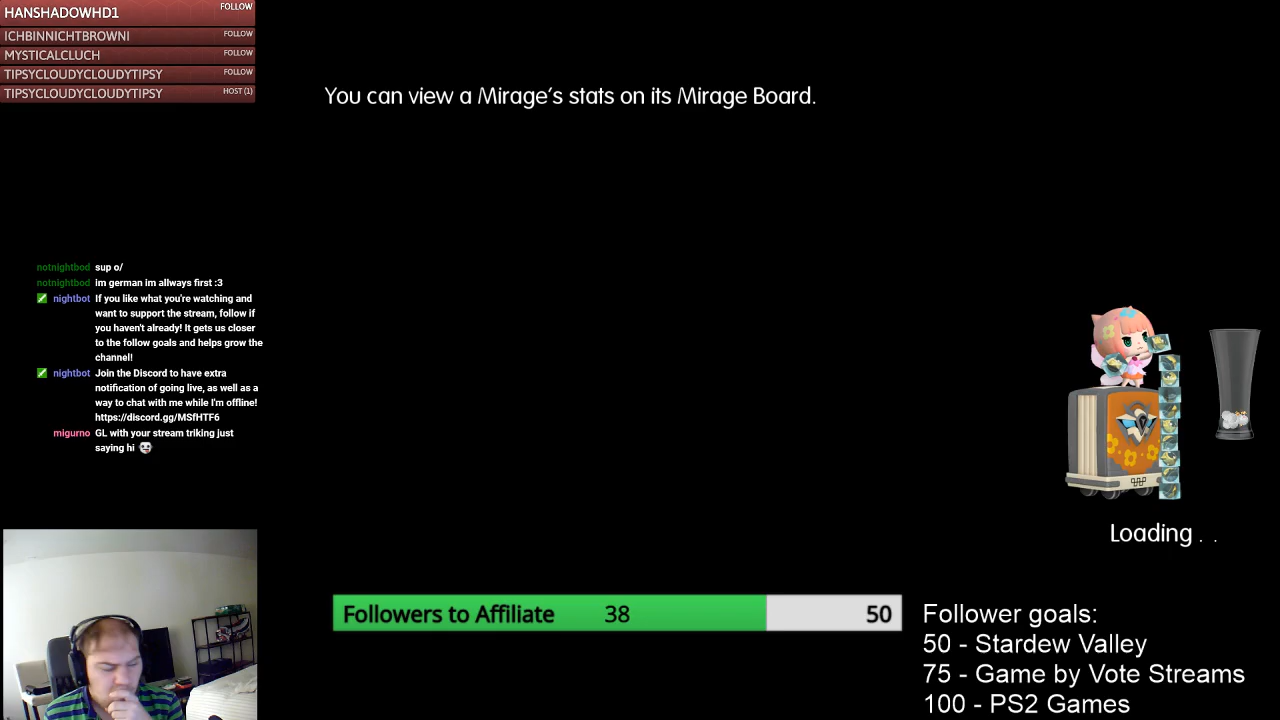 HANSHADOWHD1 FOLLOW
ICHBINNICHTBROWNI FOLLOW
MYSTICALCLUCH FOLLOW
TIPSYCLOUDYCLOUDYTIPSY FOLLOW
TIPSYCLOUDYCLOUDYTIPSY HOST (1)
You can view a Mirage's stats on its Mirage Board.
notnightbod sup o/
notnightbod im german im allways first :3
nightbot If you like what you're watching and
want to support the stream, follow if
you haven't already! It gets us closer
to the follow goals and helps grow the
channel!
nightbot Join the Discord to have extra
notification of going live, as well as a
way to chat with me while I'm offline!
https://discord.gg/MSfHTF6
migurno GL with your stream triking just
saying hi
Loading . .
Followers to Affiliate 38 50
Follower goals:
50 - Stardew Valley
75 - Game by Vote Streams
100 - PS2 Games